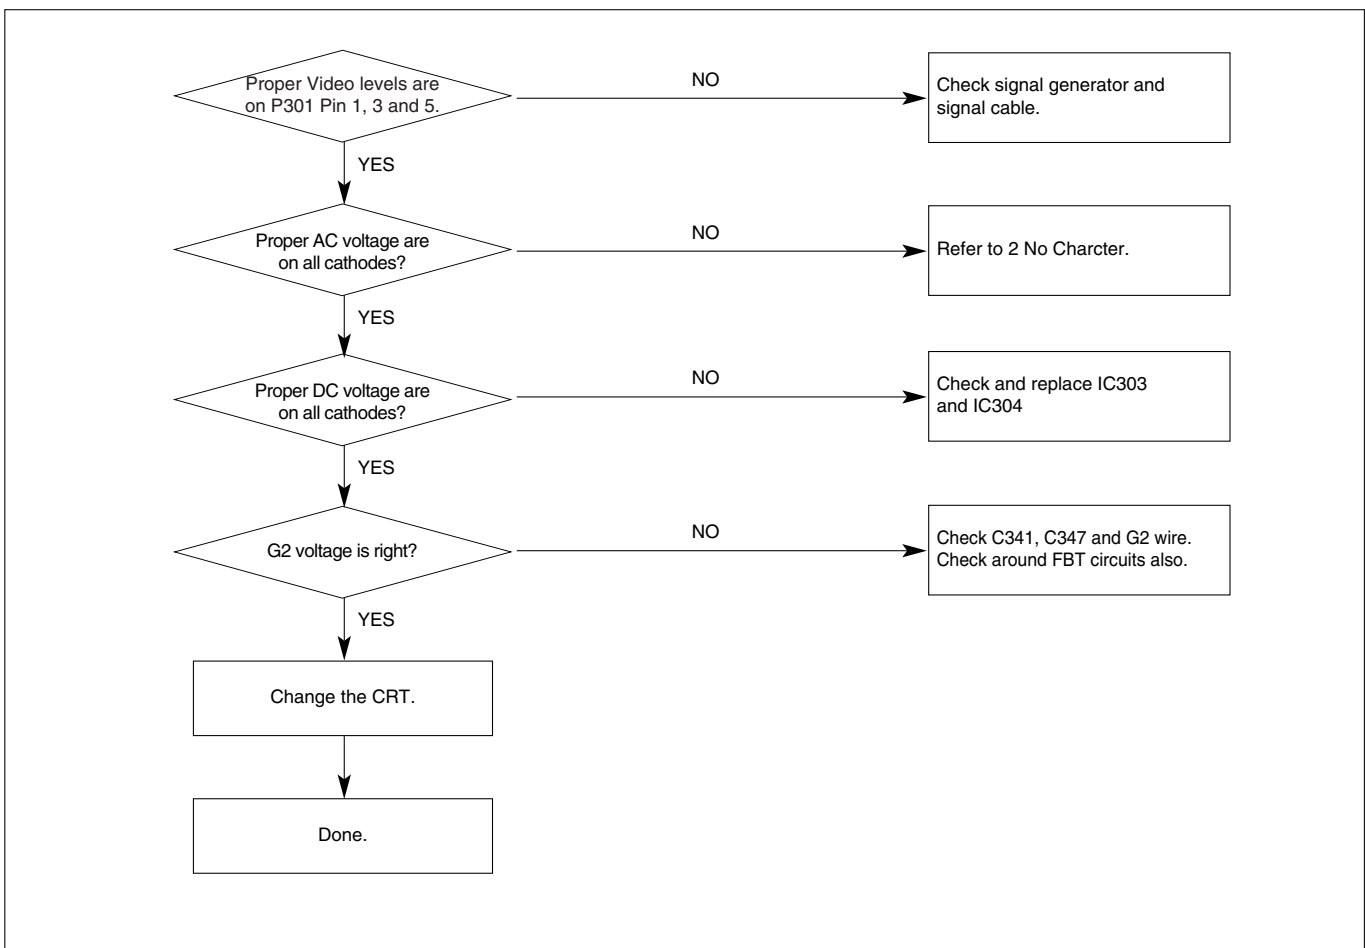 Proper Video levels are
on P301 Pin 1, 3 and 5.
NO
Check signal generator and
signal cable.
YES
Proper AC voltage are
on all cathodes?
NO
Refer to 2 No Charcter.
YES
Proper DC voltage are
on all cathodes?
NO
Check and replace IC303
and IC304
YES
G2 voltage is right?
NO
Check C341, C347 and G2 wire.
Check around FBT circuits also.
YES
Change the CRT.
Done.